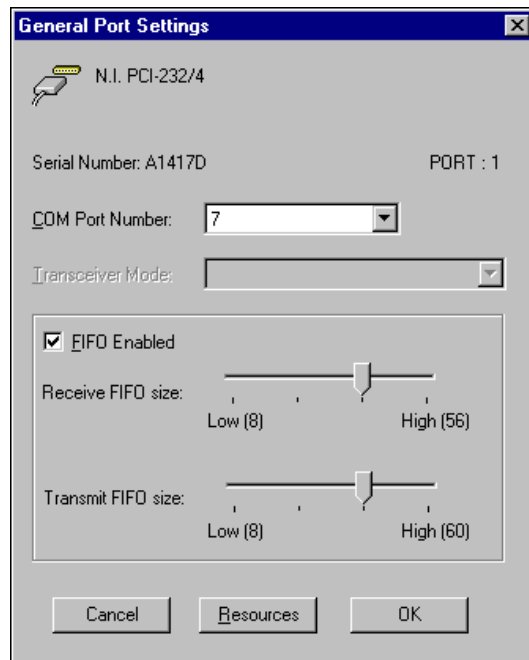 General Port Settings
N.I. PCI-232/4
Serial Number: A1417D PORT : 1
COM Port Number: 7
Transceiver Mode:
FIFO Enabled
Receive FIFO size:
Low (8) High (56)
Transmit FIFO size:
Low (8) High (60)
Cancel Resources OK